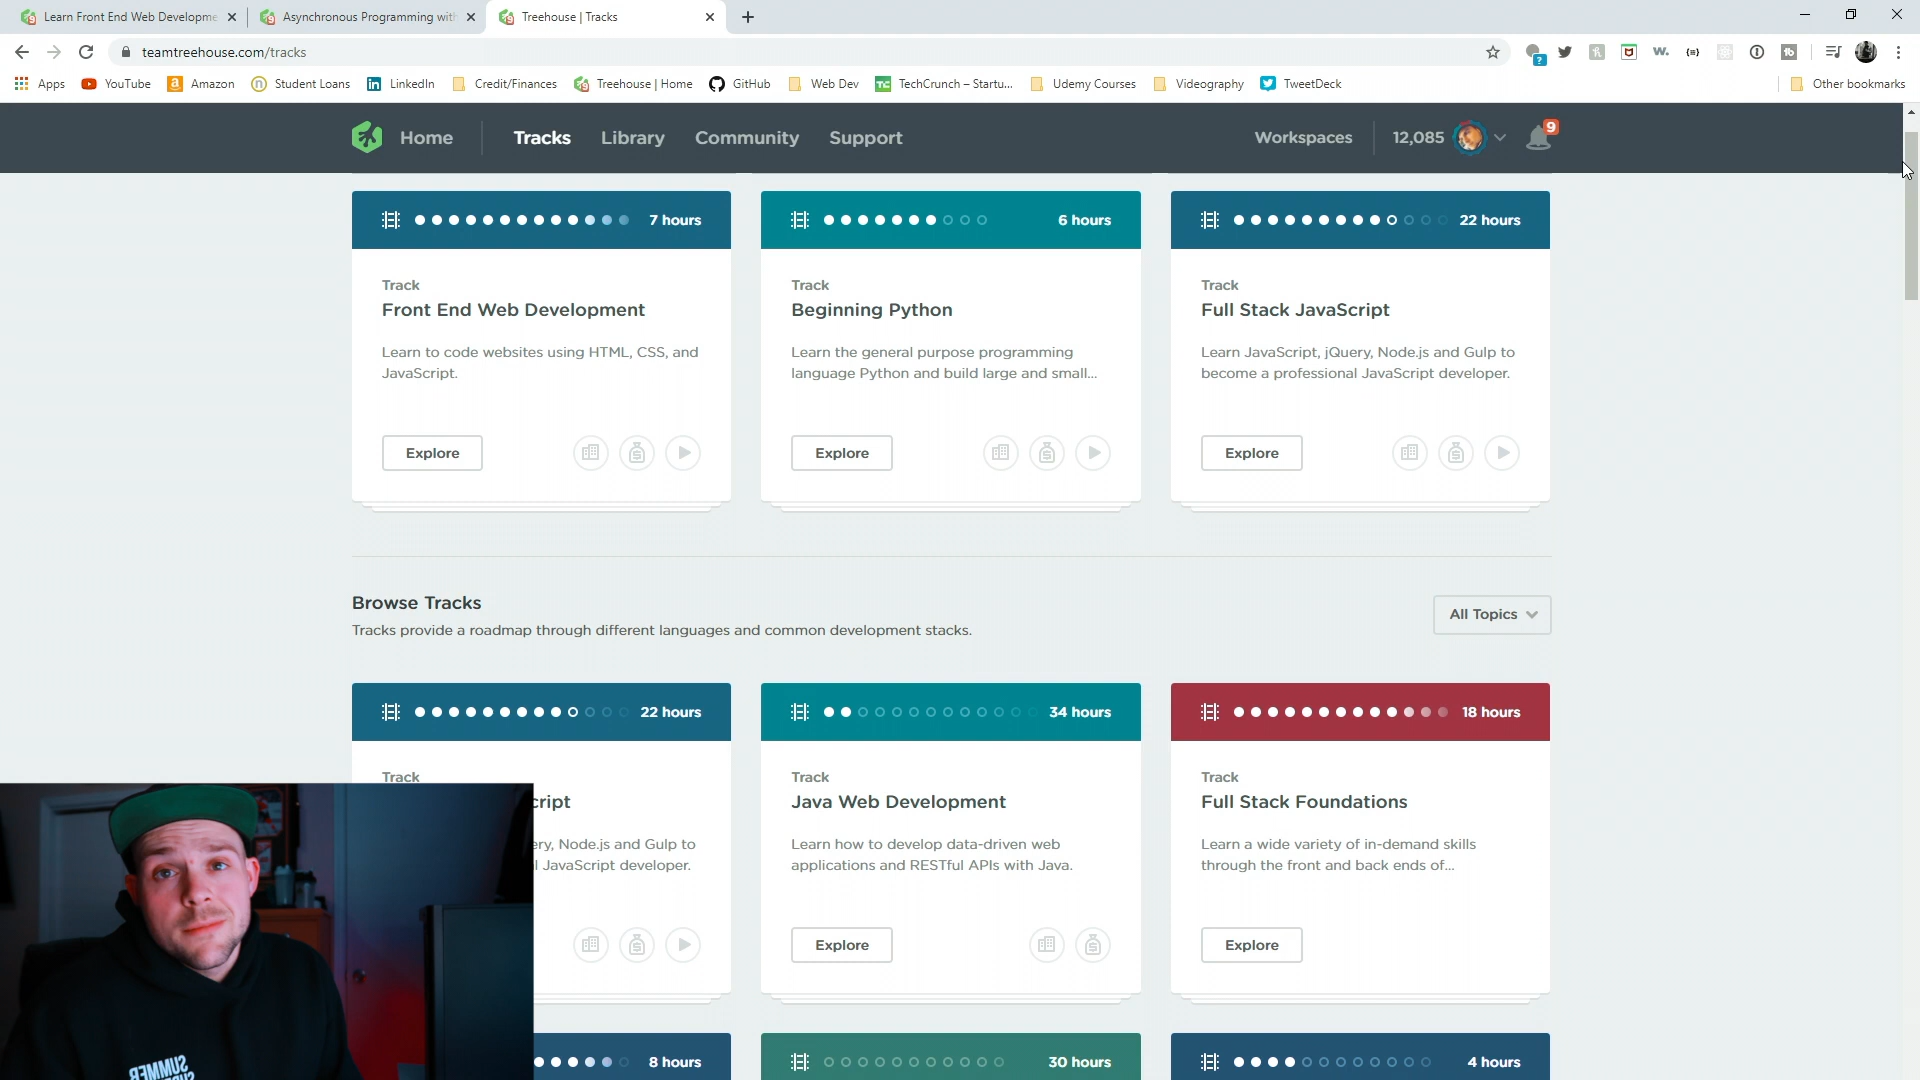 Learn Front End Web Developme
Asynchronous Programming with
Treehouse | Tracks
teamtreehouse.com/tracks
Apps
YouTube
Amazon
Student Loans
LinkedIn
Credit/Finances
Treehouse | Home
GitHub
Web Dev
TechCrunch – Startu...
Udemy Courses
Videography
TweetDeck
Other bookmarks
Home
Tracks
Library
Community
Support
Workspaces
12,085
9
7 hours
6 hours
22 hours
Track
Front End Web Development
Learn to code websites using HTML, CSS, and
JavaScript.
Explore
Track
Beginning Python
Learn the general purpose programming
language Python and build large and small...
Explore
Track
Full Stack JavaScript
Learn JavaScript, jQuery, Node.js and Gulp to
become a professional JavaScript developer.
Explore
Browse Tracks
Tracks provide a roadmap through different languages and common development stacks.
All Topics
22 hours
34 hours
18 hours
Track
cript
ery, Node.js and Gulp to
l JavaScript developer.
Track
Java Web Development
Learn how to develop data-driven web
applications and RESTful APIs with Java.
Explore
Track
Full Stack Foundations
Learn a wide variety of in-demand skills
through the front and back ends of...
Explore
8 hours
30 hours
4 hours
SUMMER